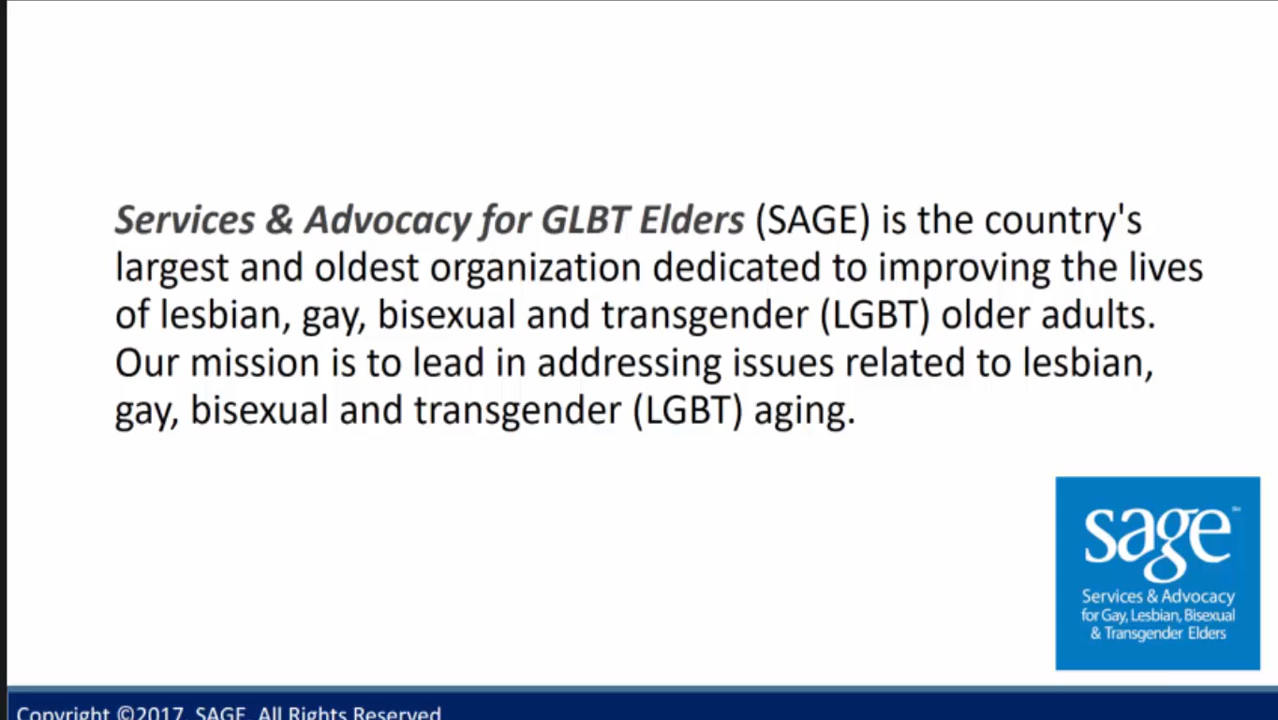 Services & Advocacy for GLBT Elders (SAGE) is the country's
largest and oldest organization dedicated to improving the lives
of lesbian, gay, bisexual and transgender (LGBT) older adults.
Our mission is to lead in addressing issues related to lesbian,
gay, bisexual and transgender (LGBT) aging.
sage
Services & Advocacy
for Gay, Lesbian, Bisexual
& Transgender Elders
Copyright ©2017, SAGE, All Rights Reserved